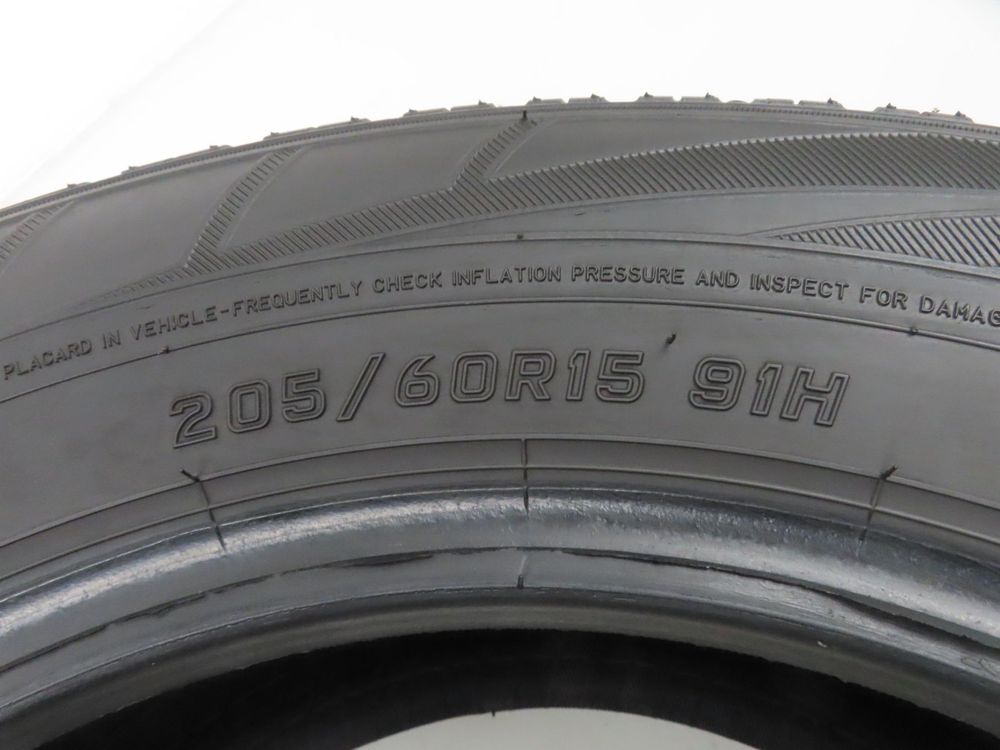 PLACARD IN VEHICLE-FREQUENTLY CHECK INFLATION PRESSURE AND INSPECT FOR DAMAG
205/60R15 91H